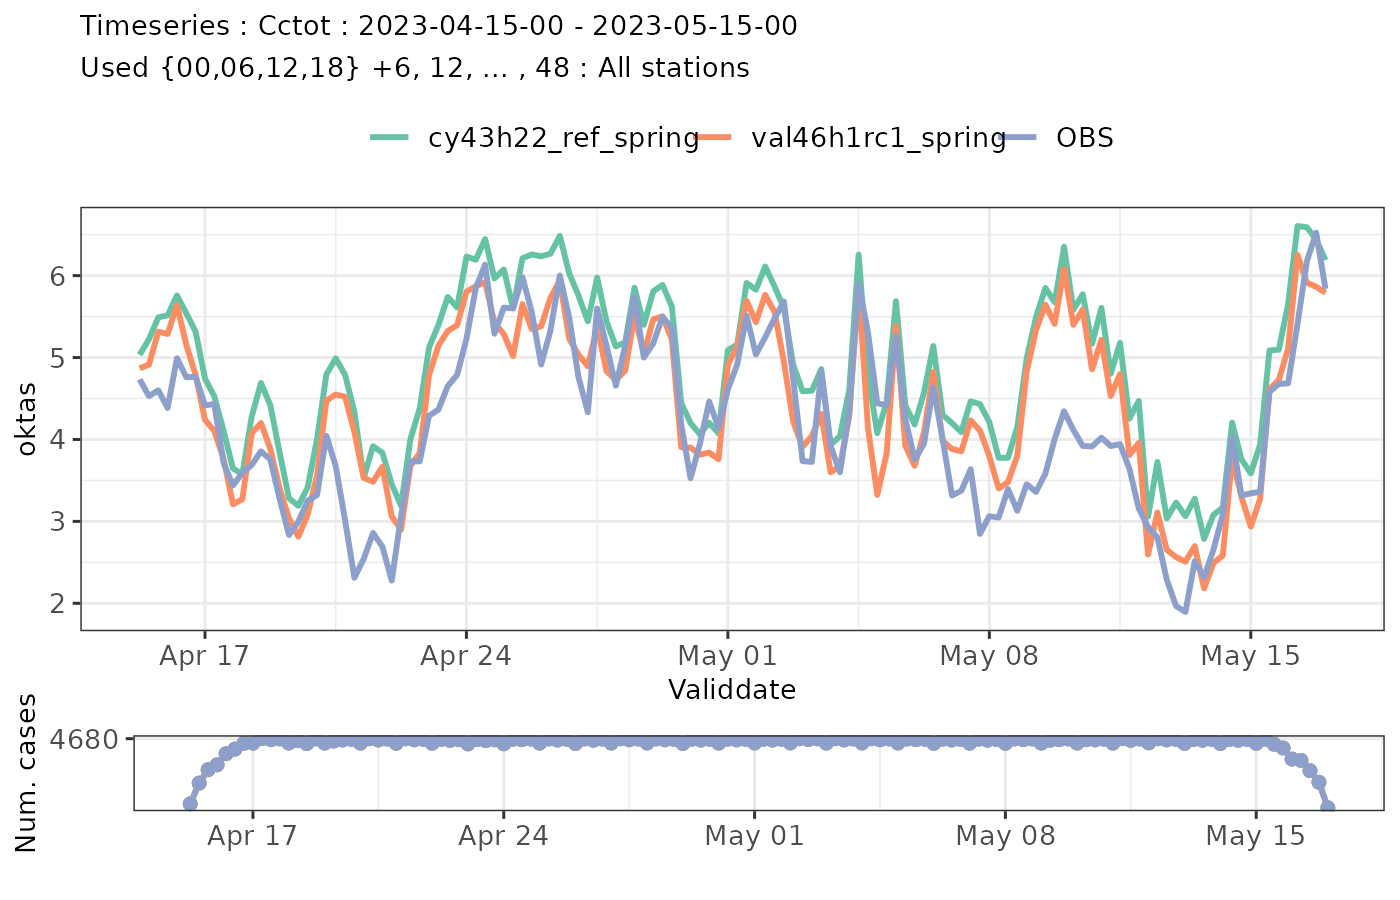 Timeseries : Cctot : 2023-04-15-00 - 2023-05-15-00
Used {00,06,12,18} +6, 12, ... , 48 : All stations
cy43h22_ref_spring val46h1rc1_spring OBS
oktas
6
5
4
3
2
Apr 17 Apr 24 May 01 May 08 May 15
Validdate
Num. cases
4680
Apr 17 Apr 24 May 01 May 08 May 15